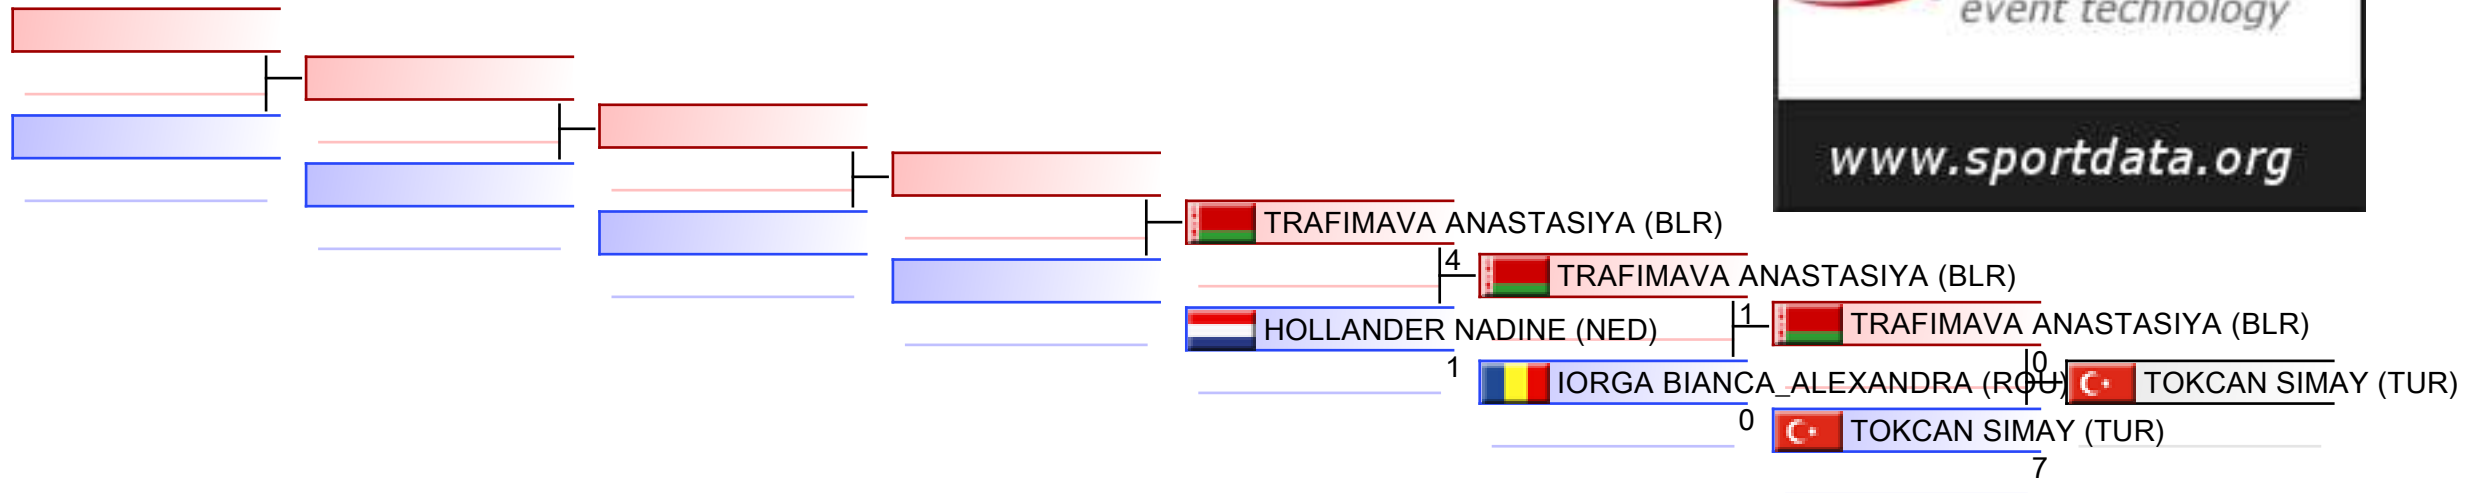 event technology
www.sportdata.org
TRAFIMAVA ANASTASIYA (BLR)
4
TRAFIMAVA ANASTASIYA (BLR)
HOLLANDER NADINE (NED)
1
1
TRAFIMAVA ANASTASIYA (BLR)
IORGA BIANCA_ALEXANDRA (ROU)
0
0
TOKCAN SIMAY (TUR)
TOKCAN SIMAY (TUR)
7